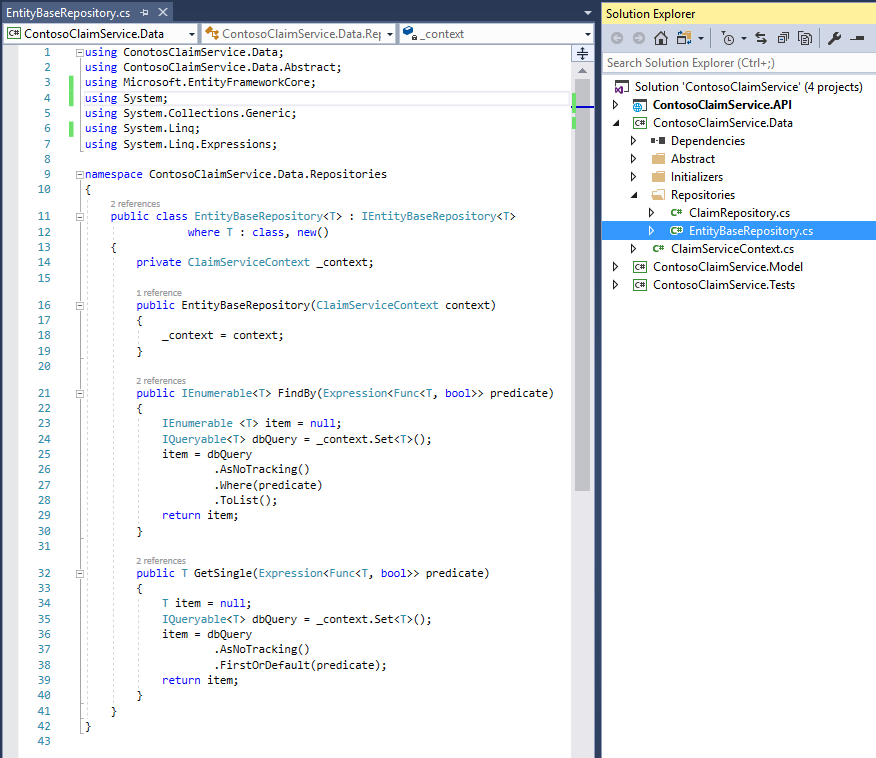 EntityBaseRepository.cs
ContosoClaimService.Data
ContosoClaimService.Data.Rep
_context
1 using ConotosClaimService.Data;
2 using ContosoClaimService.Data.Abstract;
3 using Microsoft.EntityFrameworkCore;
4 using System;
5 using System.Collections.Generic;
6 using System.Linq;
7 using System.Linq.Expressions;
8
9 namespace ContosoClaimService.Data.Repositories
10 {
2 references
11 public class EntityBaseRepository<T> : IEntityBaseRepository<T>
12 where T : class, new()
13 {
14 private ClaimServiceContext _context;
15
1 reference
16 public EntityBaseRepository(ClaimServiceContext context)
17 {
18 _context = context;
19 }
20
2 references
21 public IEnumerable<T> FindBy(Expression<Func<T, bool>> predicate)
22 {
23 IEnumerable <T> item = null;
24 IQueryable<T> dbQuery = _context.Set<T>();
25 item = dbQuery
26 .AsNoTracking()
27 .Where(predicate)
28 .ToList();
29 return item;
30 }
31
2 references
32 public T GetSingle(Expression<Func<T, bool>> predicate)
33 {
34 T item = null;
35 IQueryable<T> dbQuery = _context.Set<T>();
36 item = dbQuery
37 .AsNoTracking()
38 .FirstOrDefault(predicate);
39 return item;
40 }
41 }
42 }
43
Solution Explorer
Search Solution Explorer (Ctrl+;)
Solution 'ContosoClaimService' (4 projects)
ContosoClaimService.API
C# ContosoClaimService.Data
Dependencies
Abstract
Initializers
Repositories
C# ClaimRepository.cs
C# EntityBaseRepository.cs
C# ClaimServiceContext.cs
C# ContosoClaimService.Model
C# ContosoClaimService.Tests